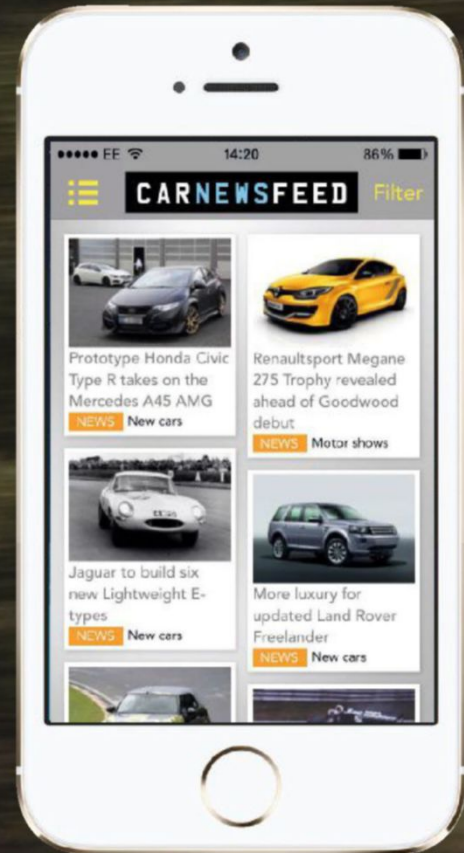 EE
14:20
86%
CARNEWSFEED
Filter
Prototype Honda Civic
Type R takes on the
Mercedes A45 AMG
NEWS New cars
Renaultsport Megane
275 Trophy revealed
ahead of Goodwood
debut
NEWS Motor shows
Jaguar to build six
new Lightweight E-
types
NEWS New cars
More luxury for
updated Land Rover
Freelander
NEWS New cars